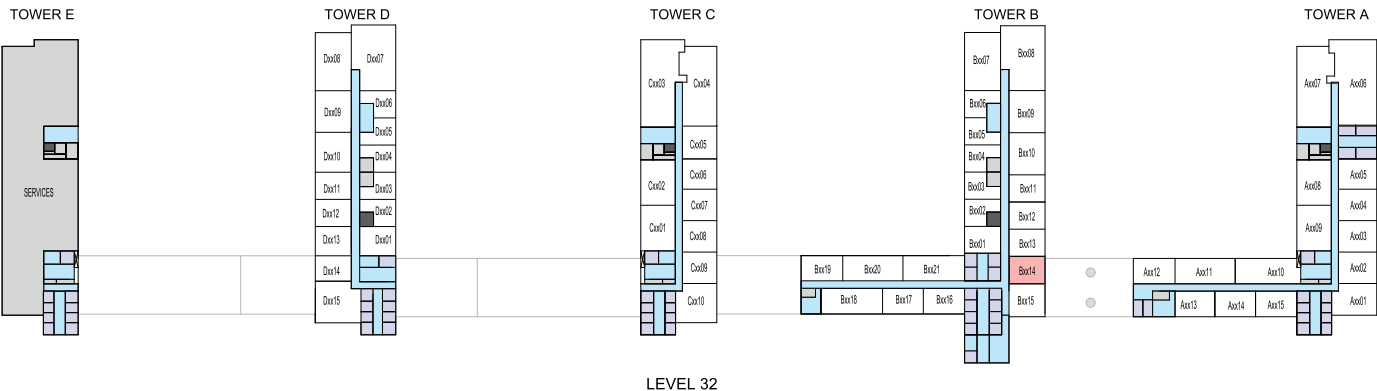 TOWER E
TOWER D
TOWER C
TOWER B
TOWER A
SERVICES
Dxx08
Dxx07
Dxx09
Dxx06
Dxx05
Dxx10
Dxx04
Dxx11
Dxx03
Dxx12
Dxx02
Dxx13
Dxx01
Dxx14
Dxx15
Cxx03
Cxx04
Cxx05
Cxx02
Cxx06
Cxx07
Cxx01
Cxx08
Cxx09
Cxx10
Bxx07
Bxx08
Bxx06
Bxx09
Bxx05
Bxx04
Bxx10
Bxx03
Bxx11
Bxx02
Bxx12
Bxx01
Bxx13
Bxx19
Bxx20
Bxx21
Bxx14
Bxx18
Bxx17
Bxx16
Bxx15
Axx07
Axx06
Axx08
Axx05
Axx04
Axx09
Axx03
Axx12
Axx11
Axx10
Axx02
Axx13
Axx14
Axx15
Axx01
LEVEL 32